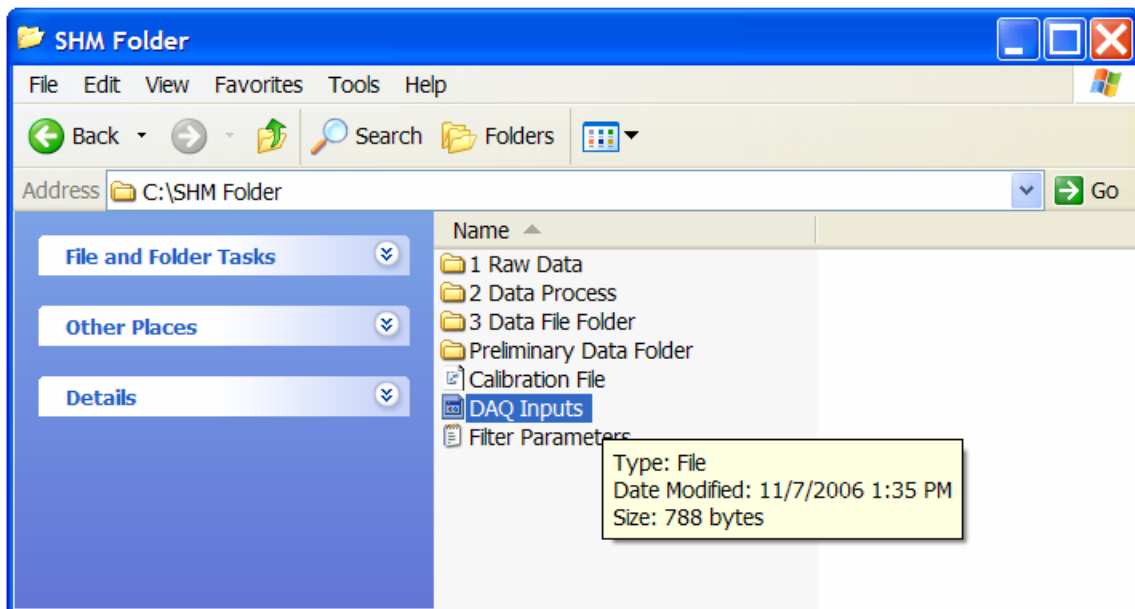 SHM Folder
File Edit View Favorites Tools Help
Back Search Folders
Address C:\SHM Folder Go
Name
File and Folder Tasks
Other Places
Details
1 Raw Data
2 Data Process
3 Data File Folder
Preliminary Data Folder
Calibration File
DAQ Inputs
Filter Parameters
Type: File
Date Modified: 11/7/2006 1:35 PM
Size: 788 bytes